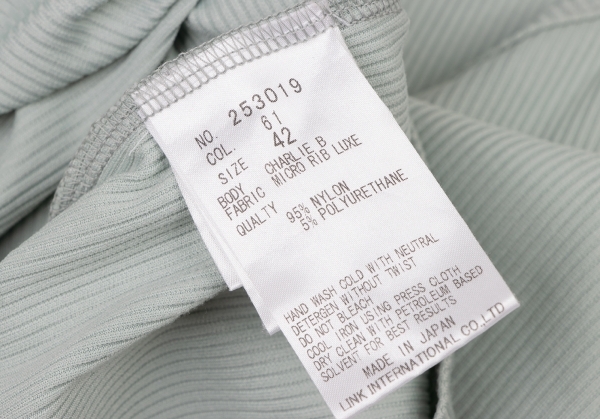 NO. 253019
COL. 61
SIZE 42
BODY CHARLIE B
FABRIC MICRO RIB LUXE
QUALTY 95% NYLON
5% POLYURETHANE
HAND WASH COLD WITH NEUTRAL
DETERGEN WITHOUT TWIST
DO NOT BLEACH
COOL IRON USING PRESS CLOTH
DRY CLEAN WITH PETROLEUM BASED
SOLVENT FOR BEST RESULTS
MADE IN JAPAN
LINK INTERNATIONAL CO.,LTD